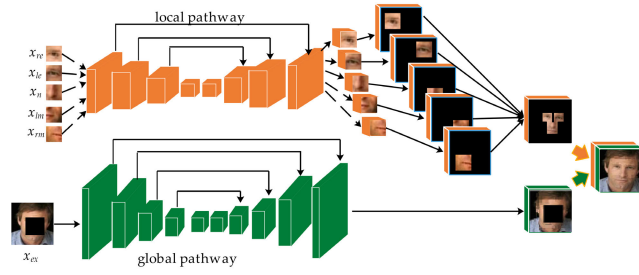 local pathway
x_re
x_le
x_n
x_lm
x_rm
x_ex
global pathway